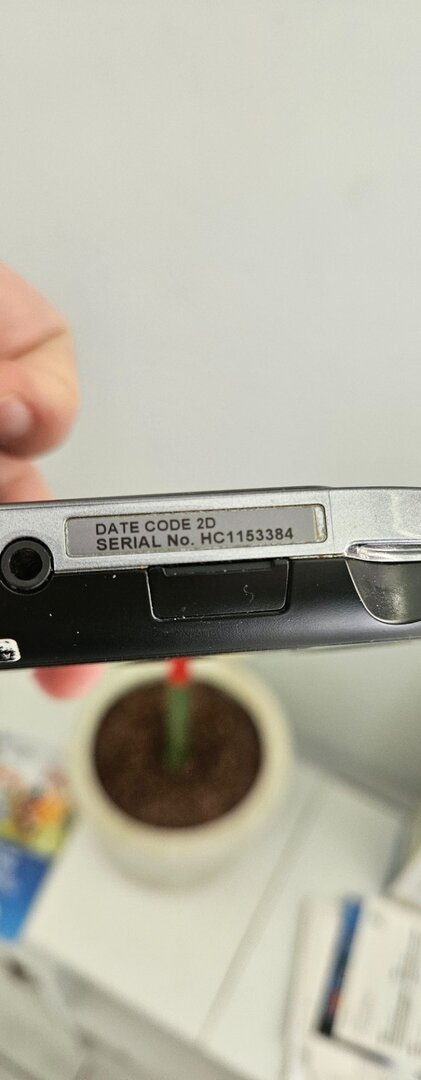 DATE CODE 2D
SERIAL No. HC1153384